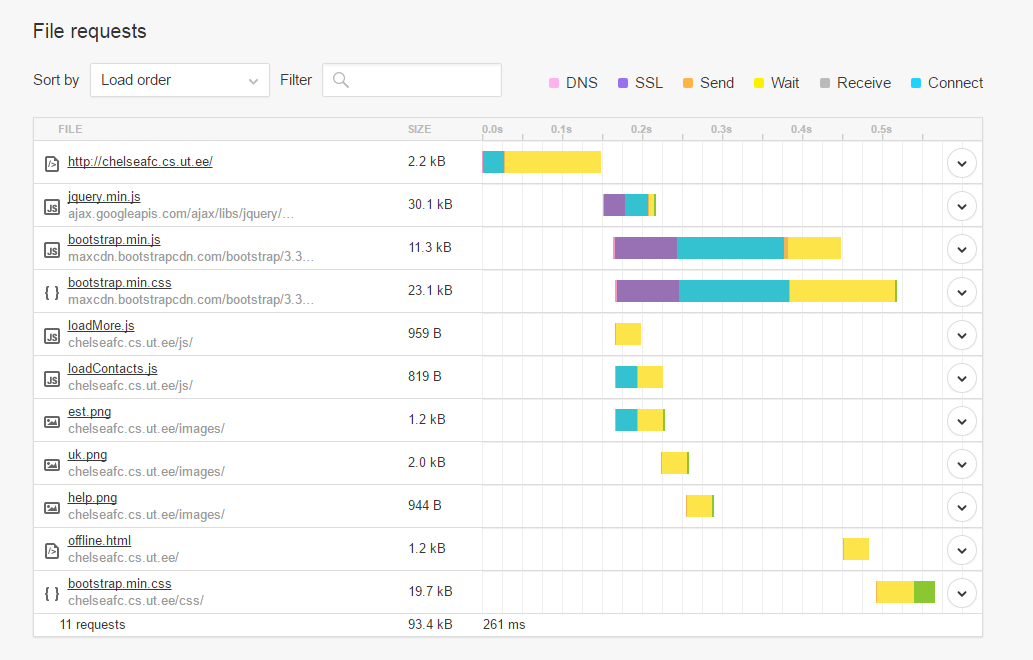 File requests
Sort by Load order Filter DNS SSL Send Wait Receive Connect
FILE SIZE 0.0s 0.1s 0.2s 0.3s 0.4s 0.5s
http://chelseafc.cs.ut.ee/ 2.2 kB
jquery.min.js
ajax.googleapis.com/ajax/libs/jquery/… 30.1 kB
bootstrap.min.js
maxcdn.bootstrapcdn.com/bootstrap/3.3… 11.3 kB
bootstrap.min.css
maxcdn.bootstrapcdn.com/bootstrap/3.3… 23.1 kB
loadMore.js
chelseafc.cs.ut.ee/js/ 959 B
loadContacts.js
chelseafc.cs.ut.ee/js/ 819 B
est.png
chelseafc.cs.ut.ee/images/ 1.2 kB
uk.png
chelseafc.cs.ut.ee/images/ 2.0 kB
help.png
chelseafc.cs.ut.ee/images/ 944 B
offline.html
chelseafc.cs.ut.ee/ 1.2 kB
bootstrap.min.css
chelseafc.cs.ut.ee/css/ 19.7 kB
11 requests 93.4 kB 261 ms